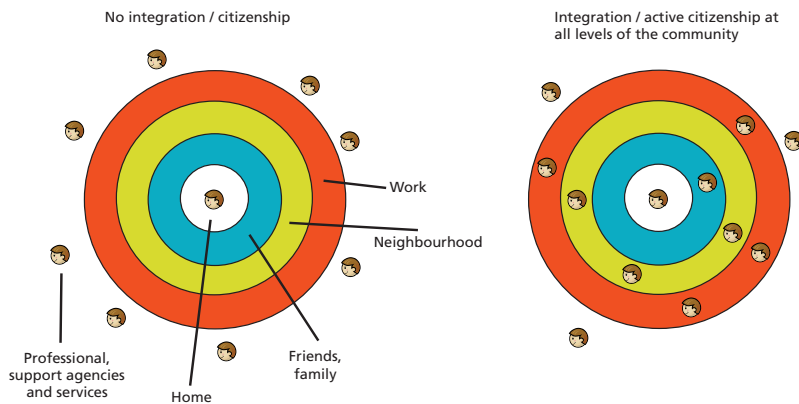 No integration / citizenship
Integration / active citizenship at
all levels of the community
Work
Neighbourhood
Friends,
family
Professional,
support agencies
and services
Home